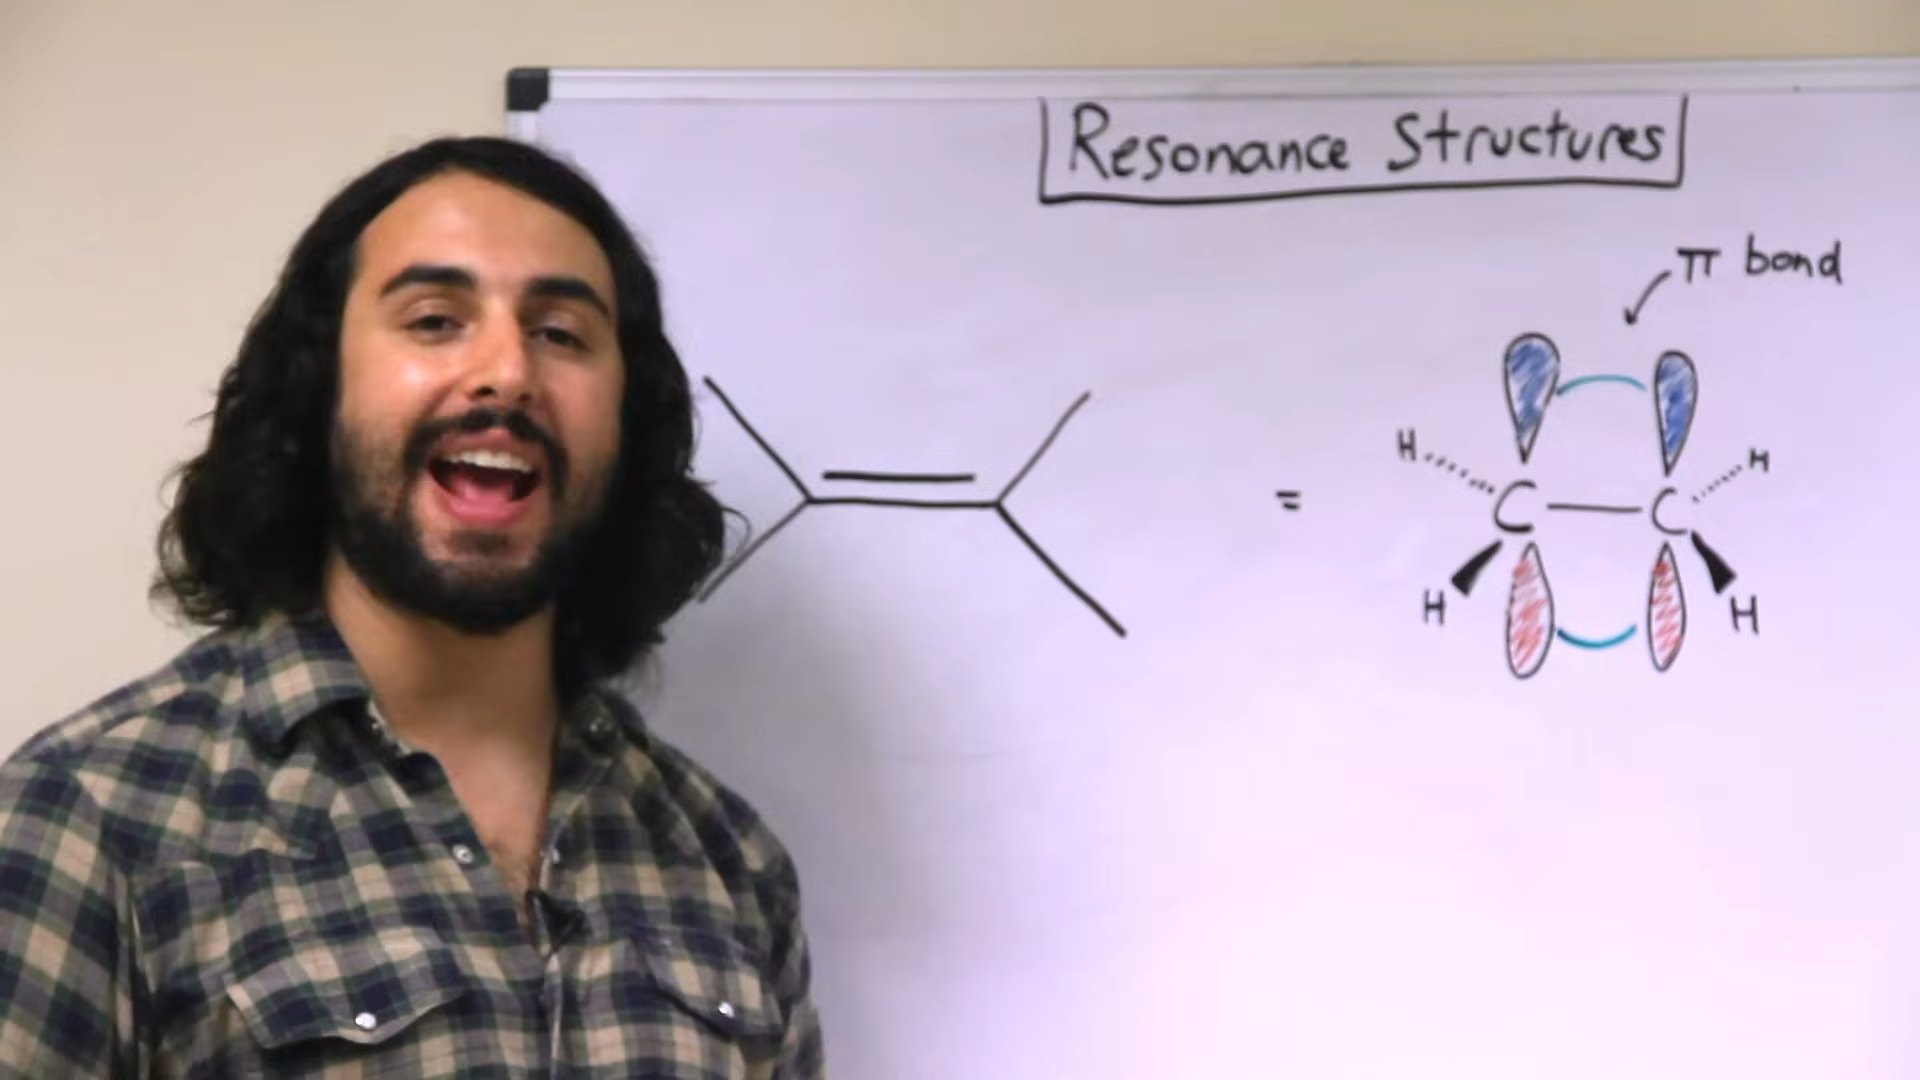 Resonance Structures
π bond
H H
= C C
H H